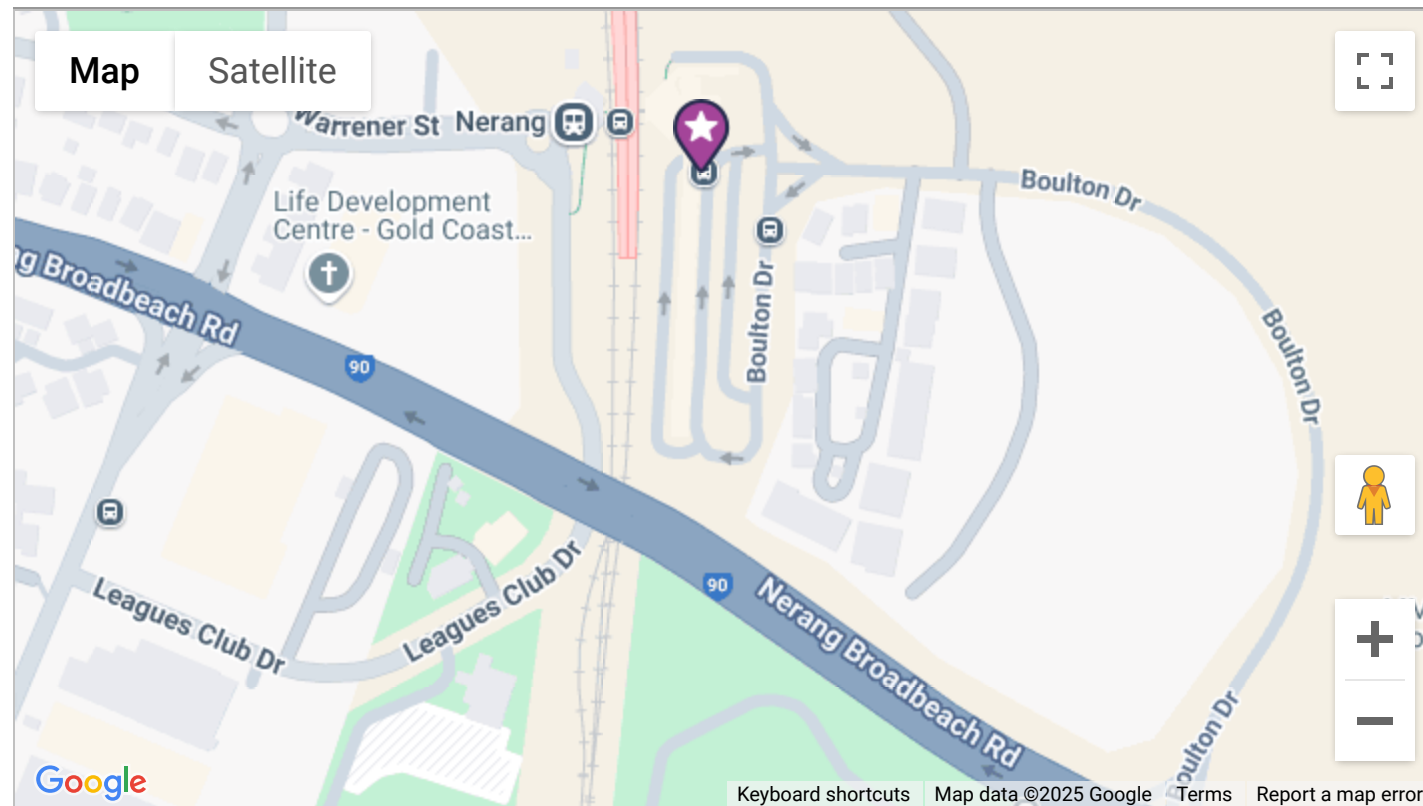 Map
Satellite
Warrener St
Nerang
Life Development
Centre - Gold Coast...
Boulton Dr
Broadbeach Rd
90
Boulton Dr
Boulton Dr
Leagues Club Dr
Leagues Club Dr
90
Nerang Broadbeach Rd
Boulton Dr
Google
Keyboard shortcuts
Map data ©2025 Google
Terms
Report a map error